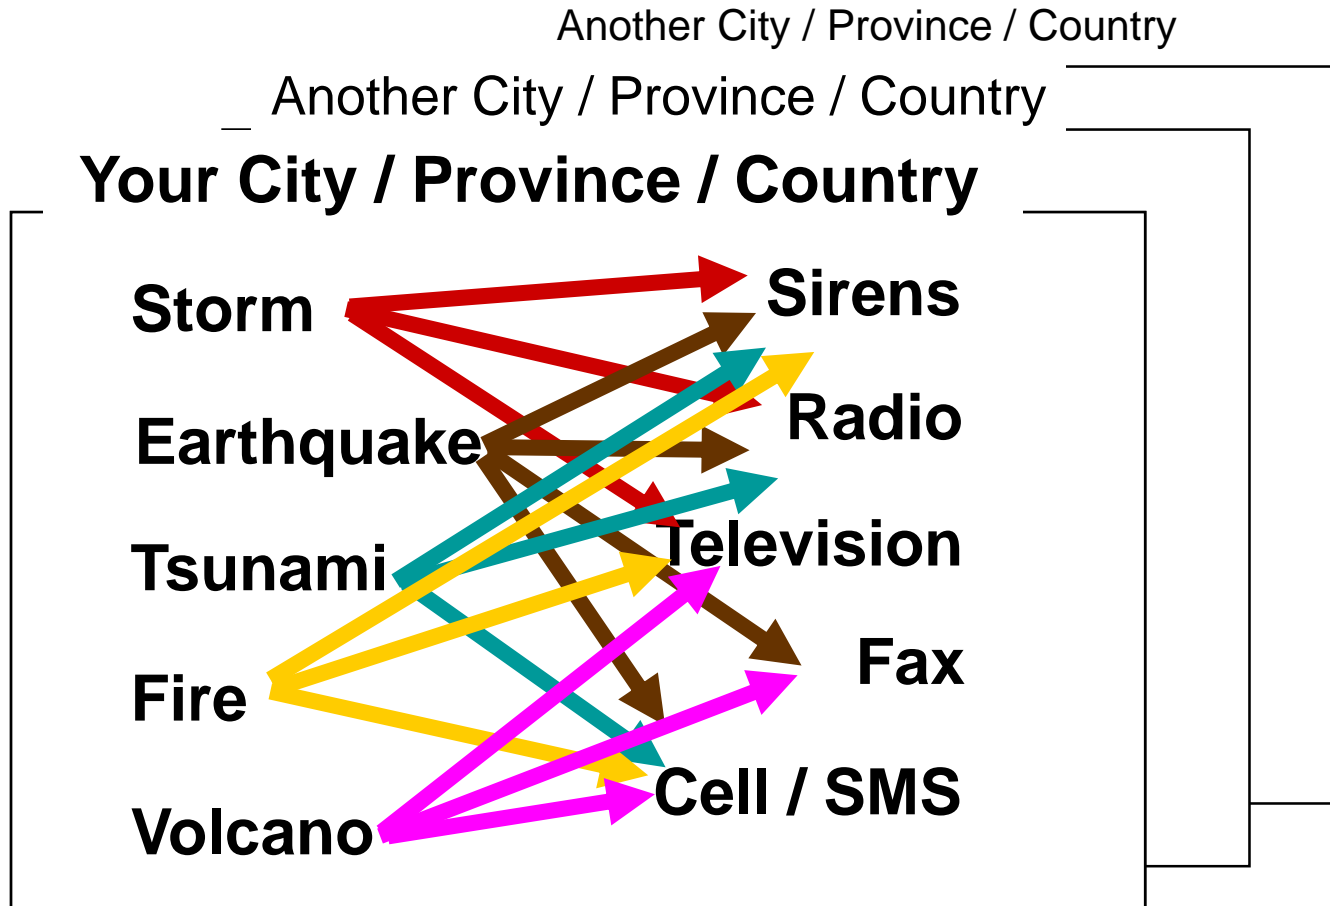 Another City / Province / Country
Another City / Province / Country
Your City / Province / Country
Storm
Sirens
Earthquake
Radio
Tsunami
Television
Fire
Fax
Volcano
Cell / SMS